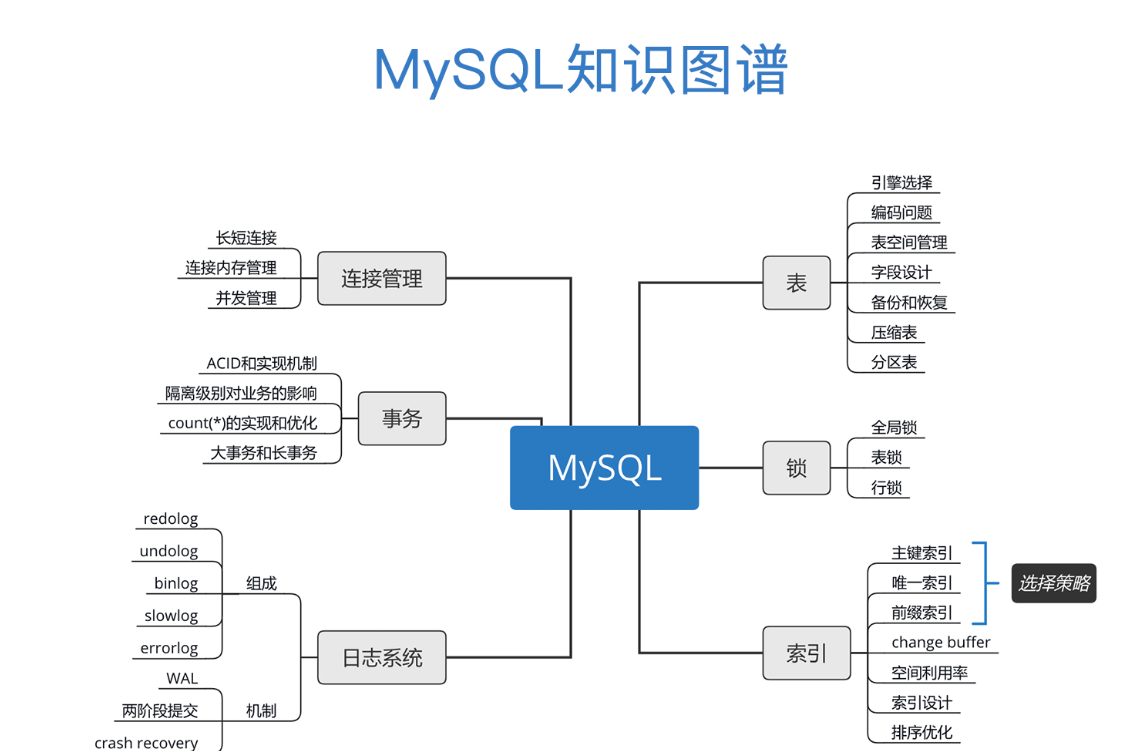 MySQL知识图谱
长短连接
连接内存管理
并发管理
连接管理
ACID和实现机制
隔离级别对业务的影响
count(*)的实现和优化
大事务和长事务
事务
redolog
undolog
binlog
slowlog
errorlog
组成
WAL
两阶段提交
crash recovery
机制
日志系统
MySQL
表
引擎选择
编码问题
表空间管理
字段设计
备份和恢复
压缩表
分区表
锁
全局锁
表锁
行锁
索引
主键索引
唯一索引
前缀索引
选择策略
change buffer
空间利用率
索引设计
排序优化